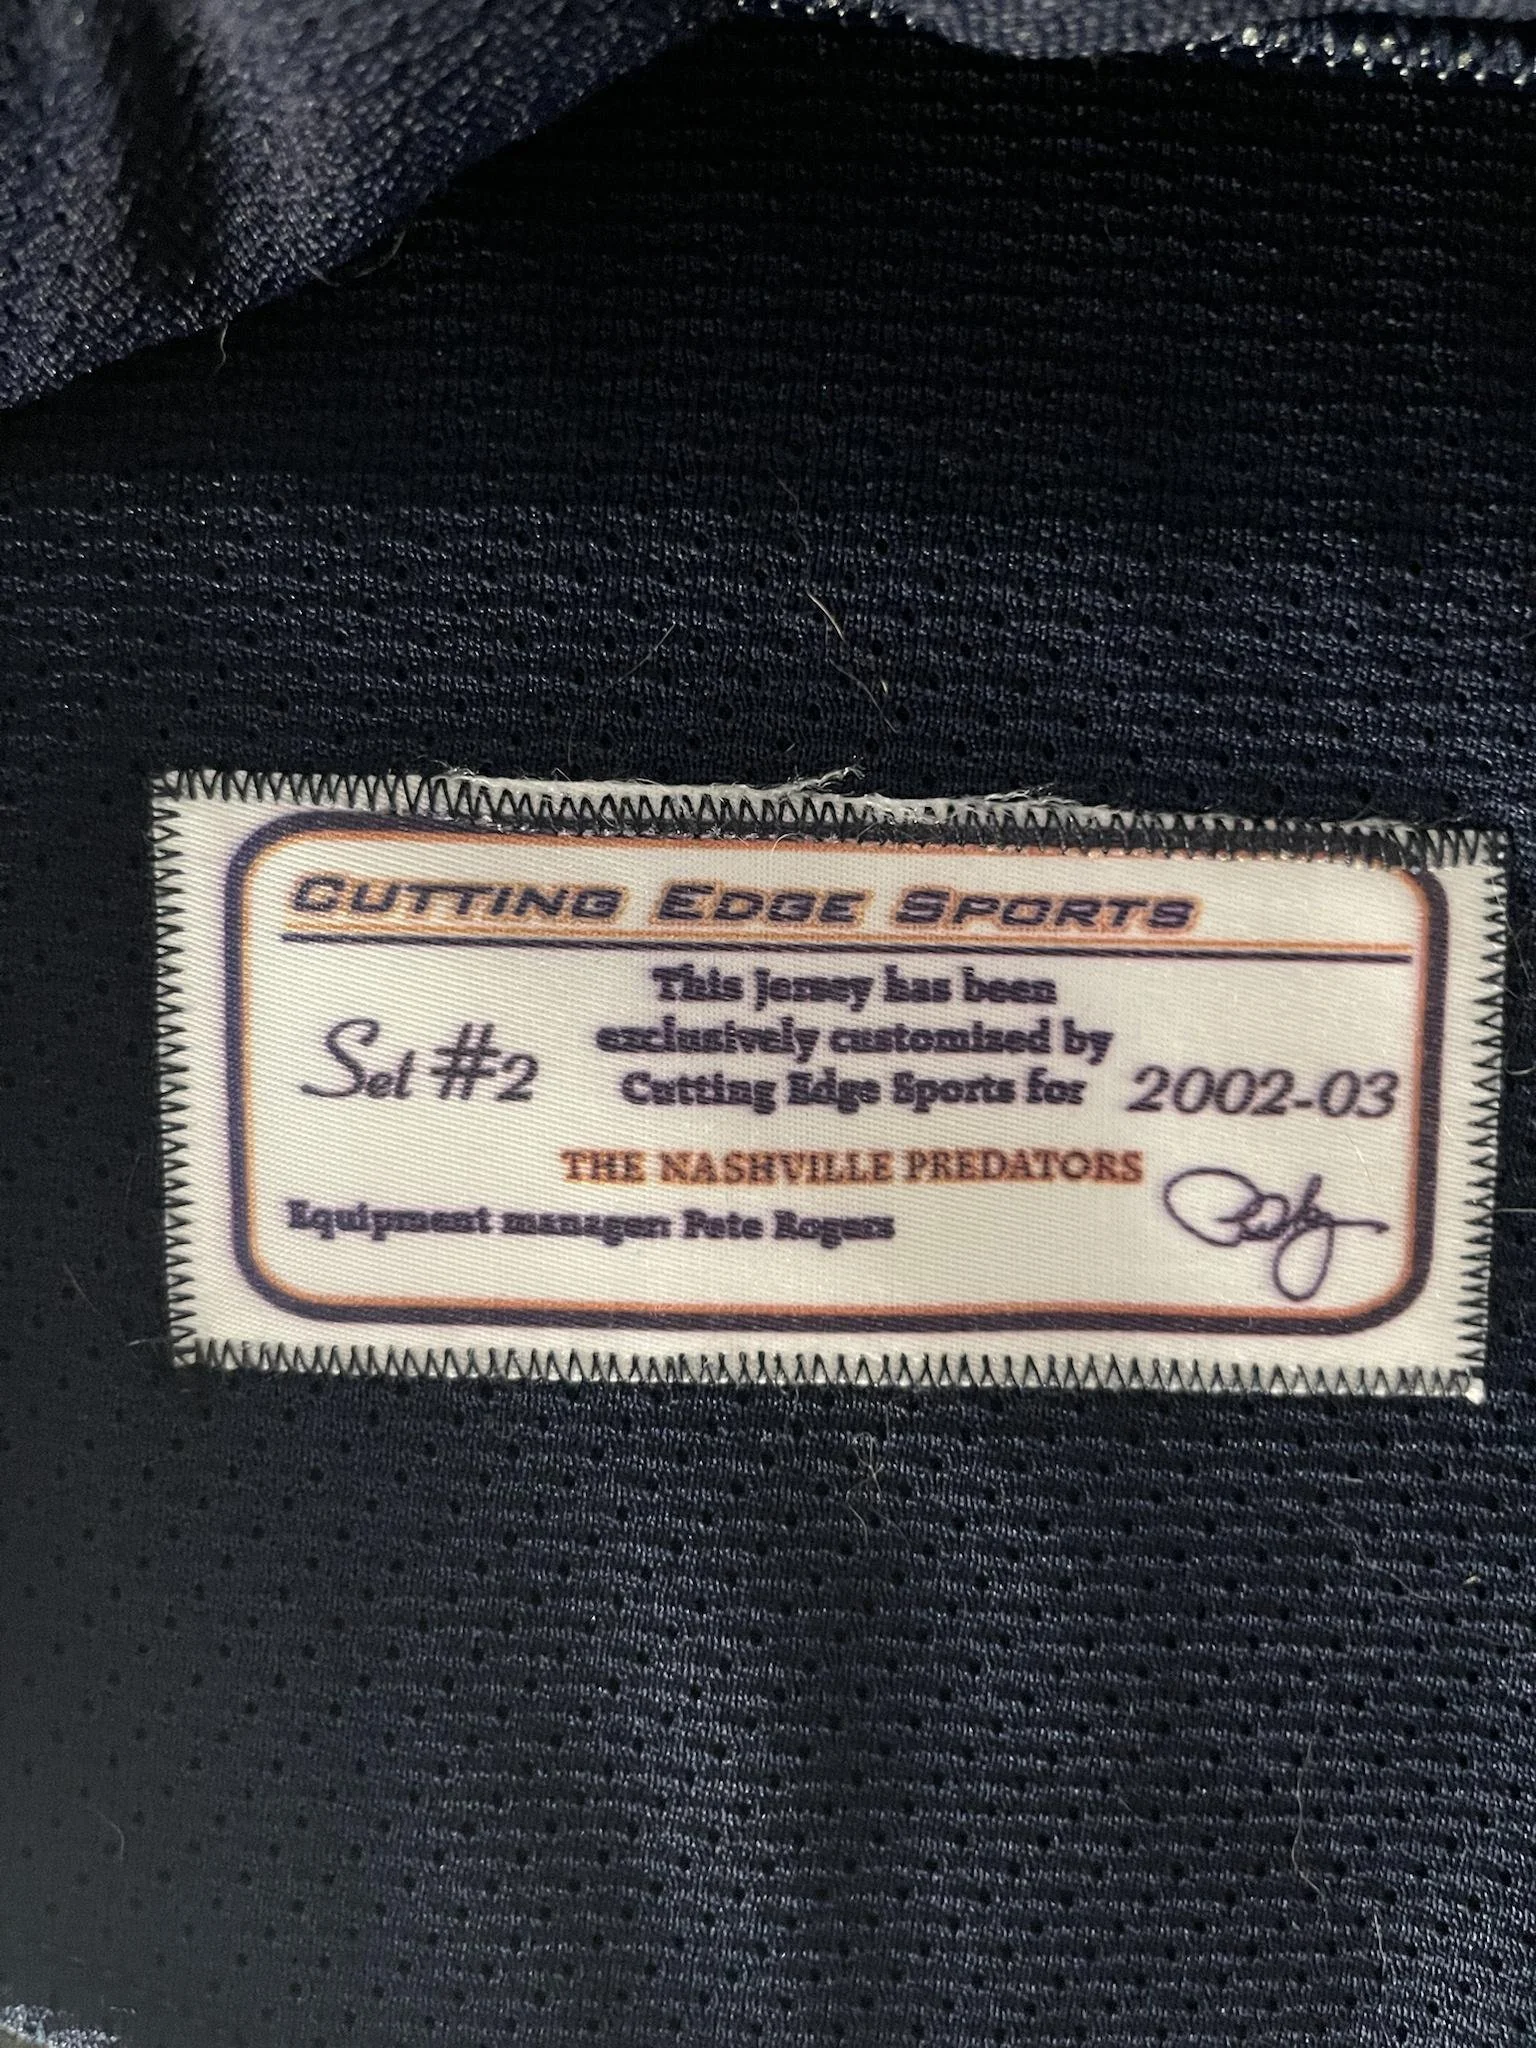 CUTTING EDGE SPORTS
This jersey has been
exclusively customized by
Set #2 Cutting Edge Sports for 2002-03
THE NASHVILLE PREDATORS
Equipment manager: Pete Rogers